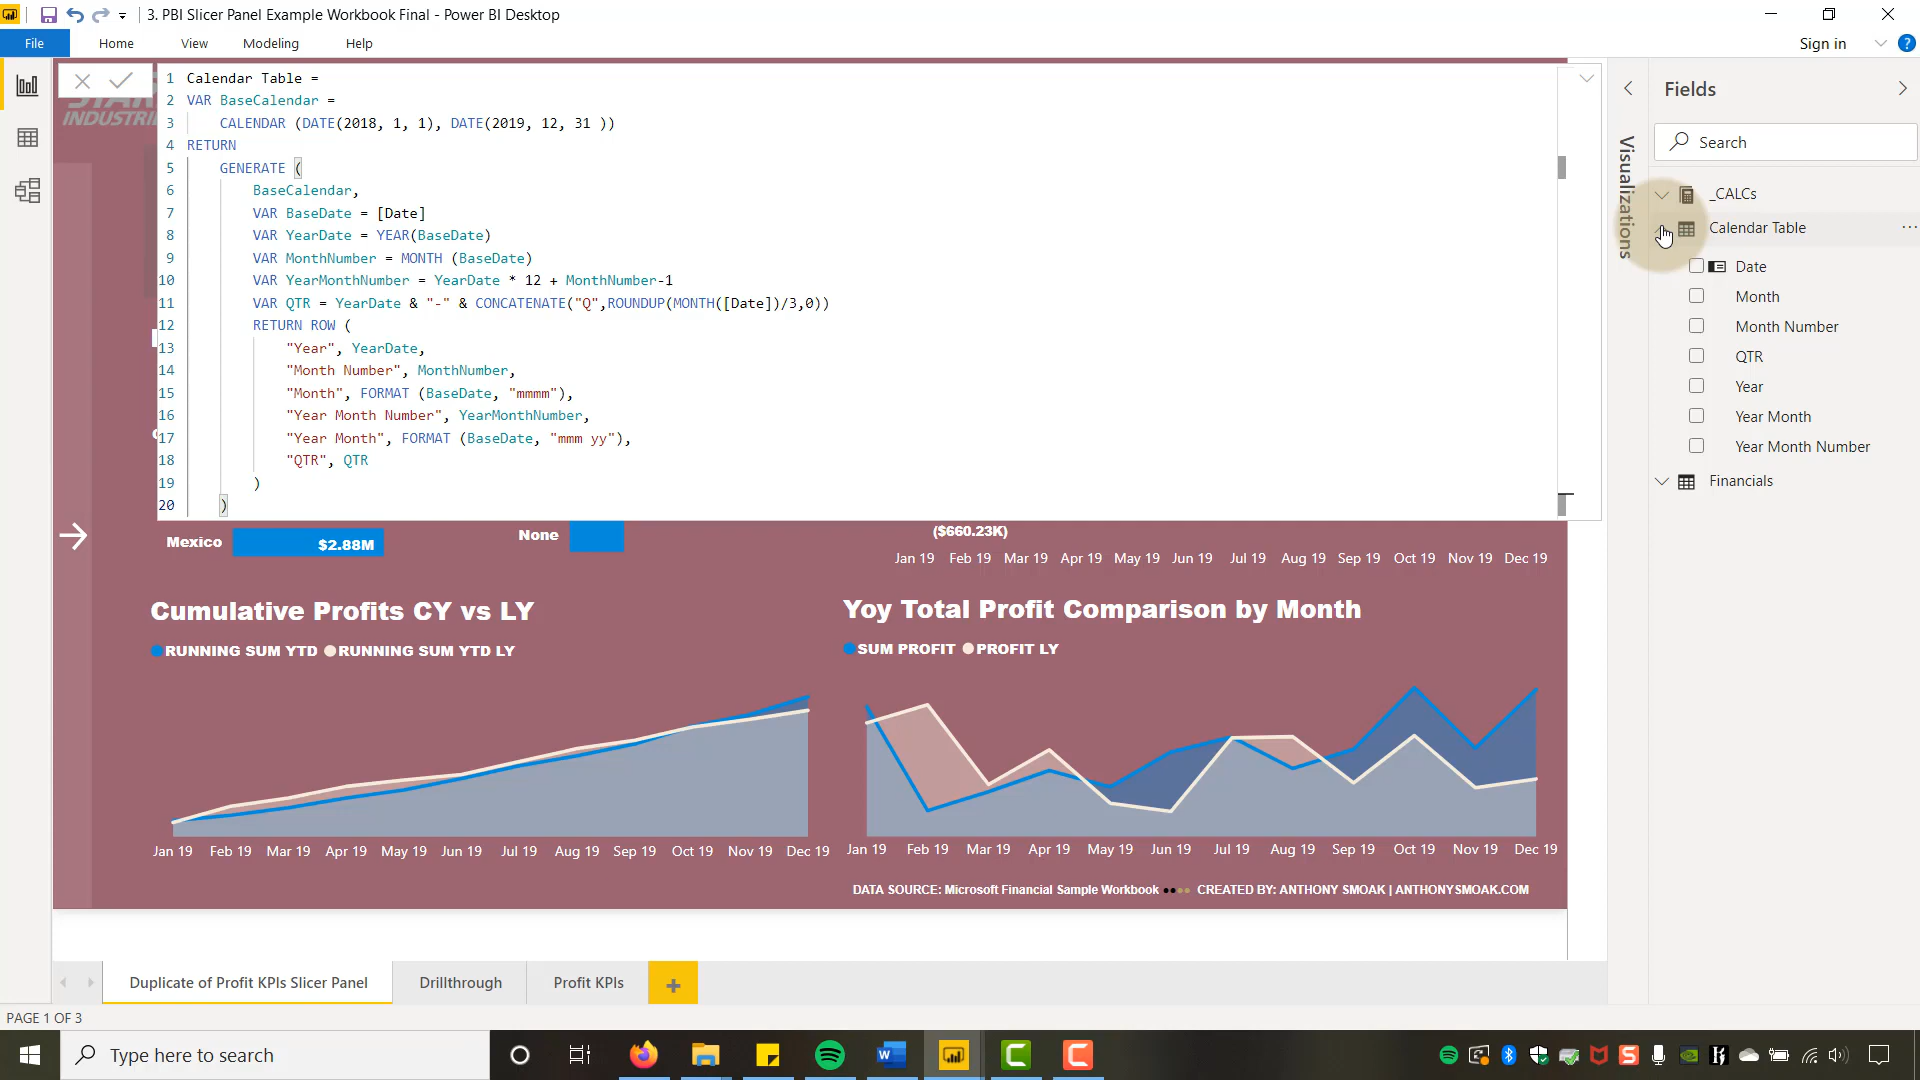 3. PBI Slicer Panel Example Workbook Final - Power BI Desktop
File Home View Modeling Help
Sign in
?
INDUSTRI
1 Calendar Table =
2 VAR BaseCalendar =
3 CALENDAR (DATE(2018, 1, 1), DATE(2019, 12, 31 ))
4 RETURN
5 GENERATE (
6 BaseCalendar,
7 VAR BaseDate = [Date]
8 VAR YearDate = YEAR(BaseDate)
9 VAR MonthNumber = MONTH (BaseDate)
10 VAR YearMonthNumber = YearDate * 12 + MonthNumber-1
11 VAR QTR = YearDate & "-" & CONCATENATE("Q",ROUNDUP(MONTH([Date])/3,0))
12 RETURN ROW (
13 "Year", YearDate,
14 "Month Number", MonthNumber,
15 "Month", FORMAT (BaseDate, "mmmm"),
16 "Year Month Number", YearMonthNumber,
17 "Year Month", FORMAT (BaseDate, "mmm yy"),
18 "QTR", QTR
19 )
20 )
Visualizations
Fields
Search
_CALCs
Calendar Table
Date
Month
Month Number
QTR
Year
Year Month
Year Month Number
Financials
Mexico $2.88M
None
($660.23K)
Jan 19 Feb 19 Mar 19 Apr 19 May 19 Jun 19 Jul 19 Aug 19 Sep 19 Oct 19 Nov 19 Dec 19
Cumulative Profits CY vs LY
RUNNING SUM YTD RUNNING SUM YTD LY
Jan 19 Feb 19 Mar 19 Apr 19 May 19 Jun 19 Jul 19 Aug 19 Sep 19 Oct 19 Nov 19 Dec 19
Yoy Total Profit Comparison by Month
SUM PROFIT PROFIT LY
Jan 19 Feb 19 Mar 19 Apr 19 May 19 Jun 19 Jul 19 Aug 19 Sep 19 Oct 19 Nov 19 Dec 19
DATA SOURCE: Microsoft Financial Sample Workbook CREATED BY: ANTHONY SMOAK | ANTHONYSMOAK.COM
Duplicate of Profit KPIs Slicer Panel Drillthrough Profit KPIs +
PAGE 1 OF 3
Type here to search